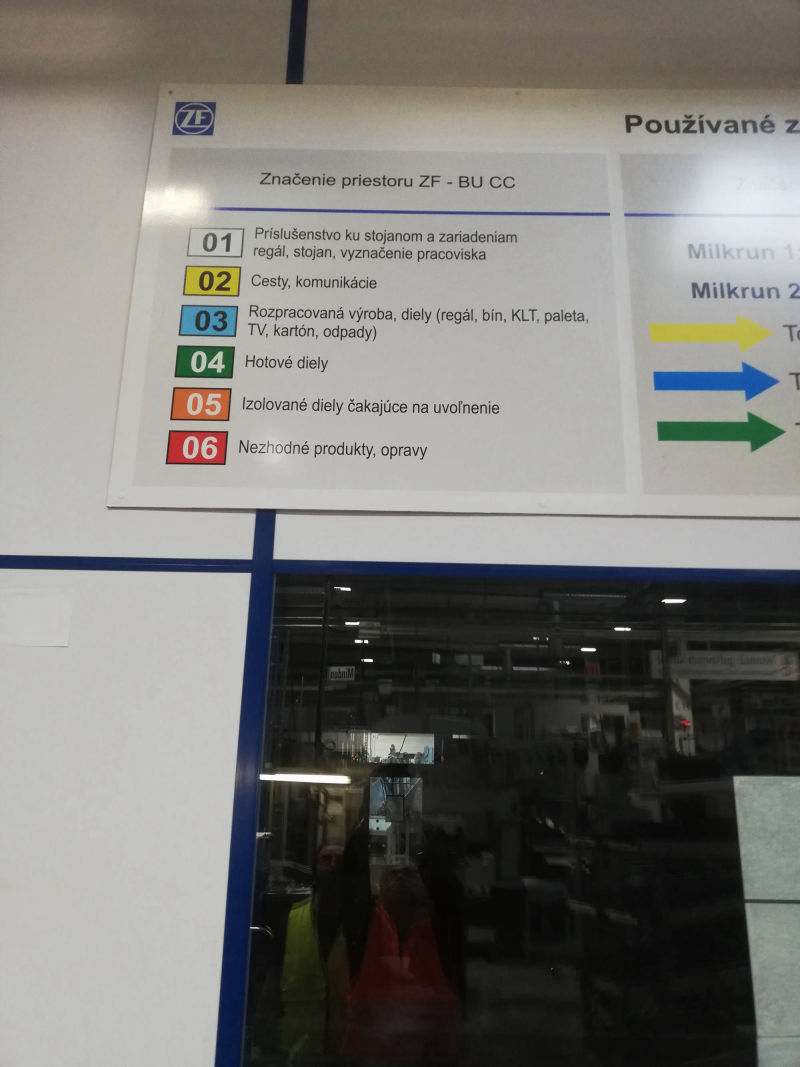 ZF
Používané
Značenie priestoru ZF - BU CC
01 Príslušenstvo ku stojanom a zariadeniam
regál, stojan, vyznačenie pracoviska
02 Cesty, komunikácie
03 Rozpracovaná výroba, diely (regál, bín, KLT, paleta,
TV, kartón, odpady)
04 Hotové diely
05 Izolované diely čakajúce na uvoľnenie
06 Nezhodné produkty, opravy
Milkrun 1
Milkrun 2